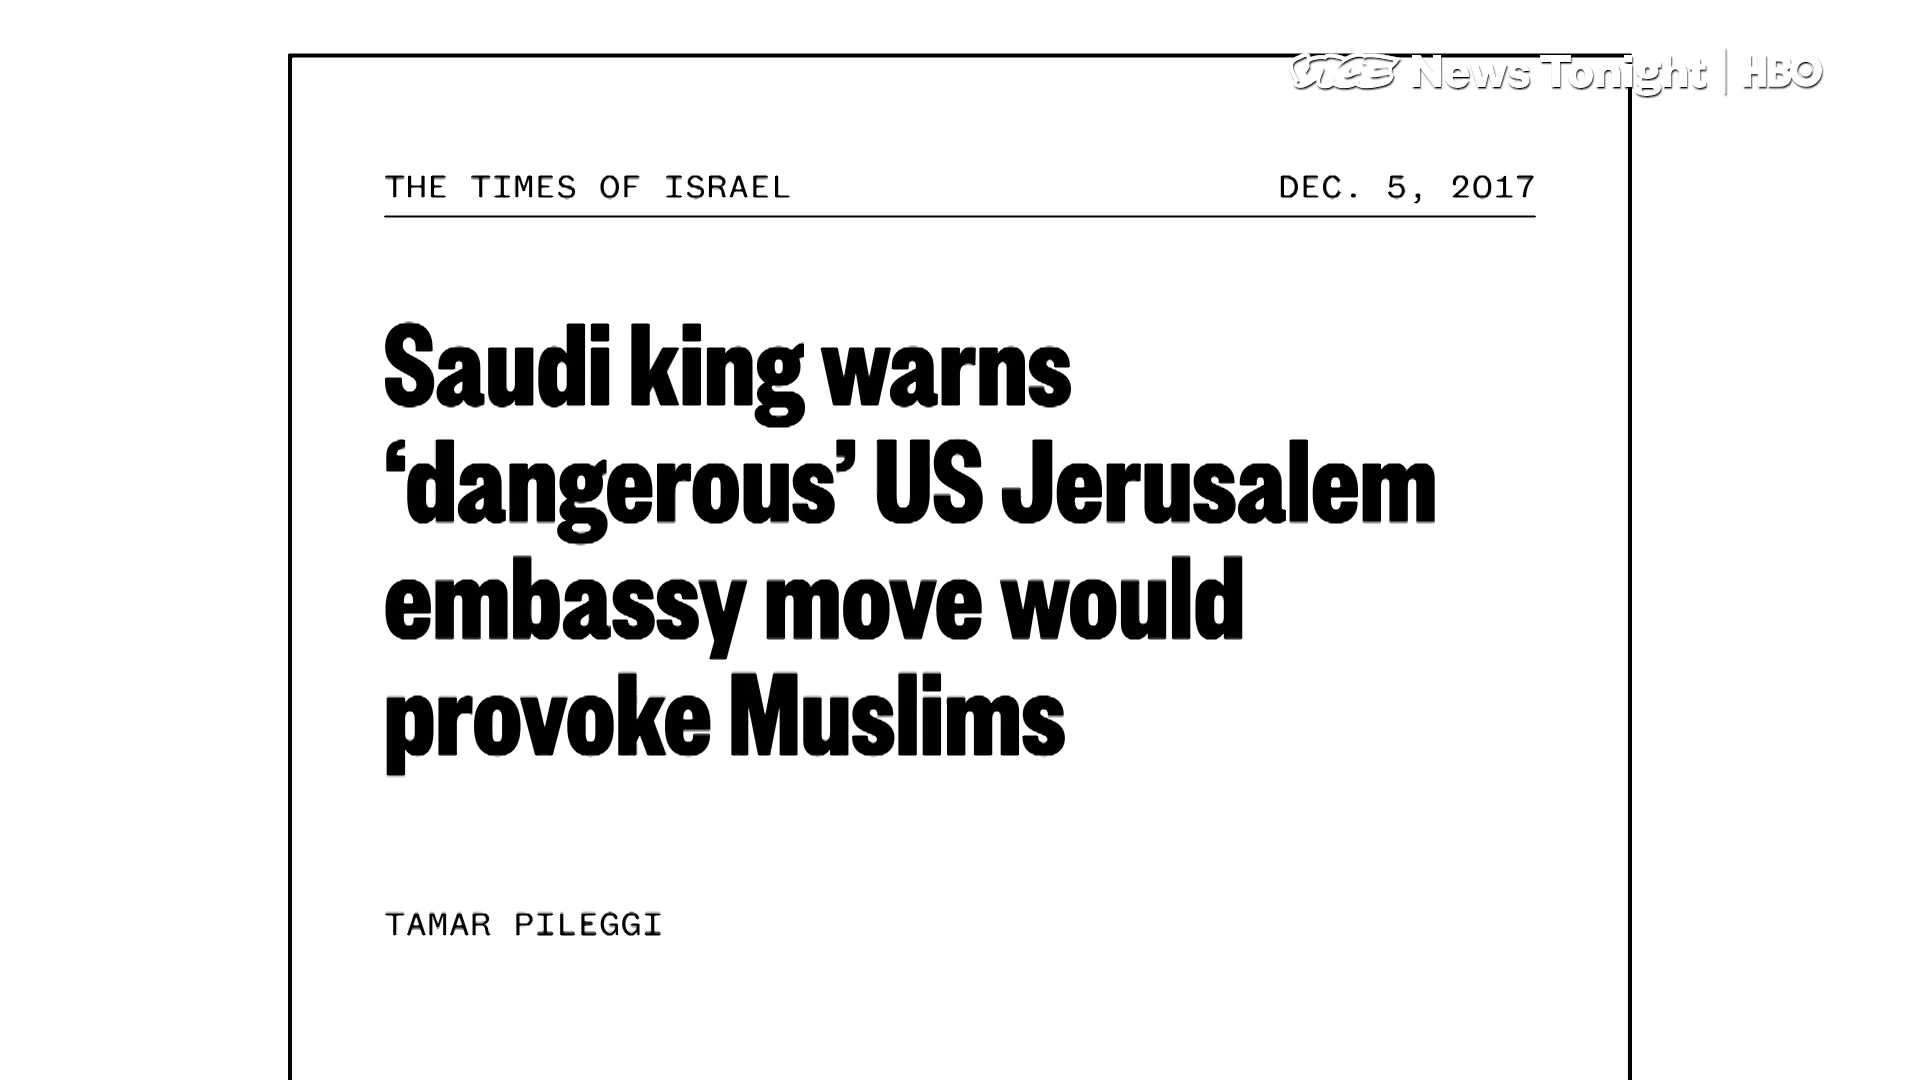 VICE News Tonight | HBO
THE TIMES OF ISRAEL DEC. 5, 2017
Saudi king warns
‘dangerous’ US Jerusalem
embassy move would
provoke Muslims
TAMAR PILEGGI